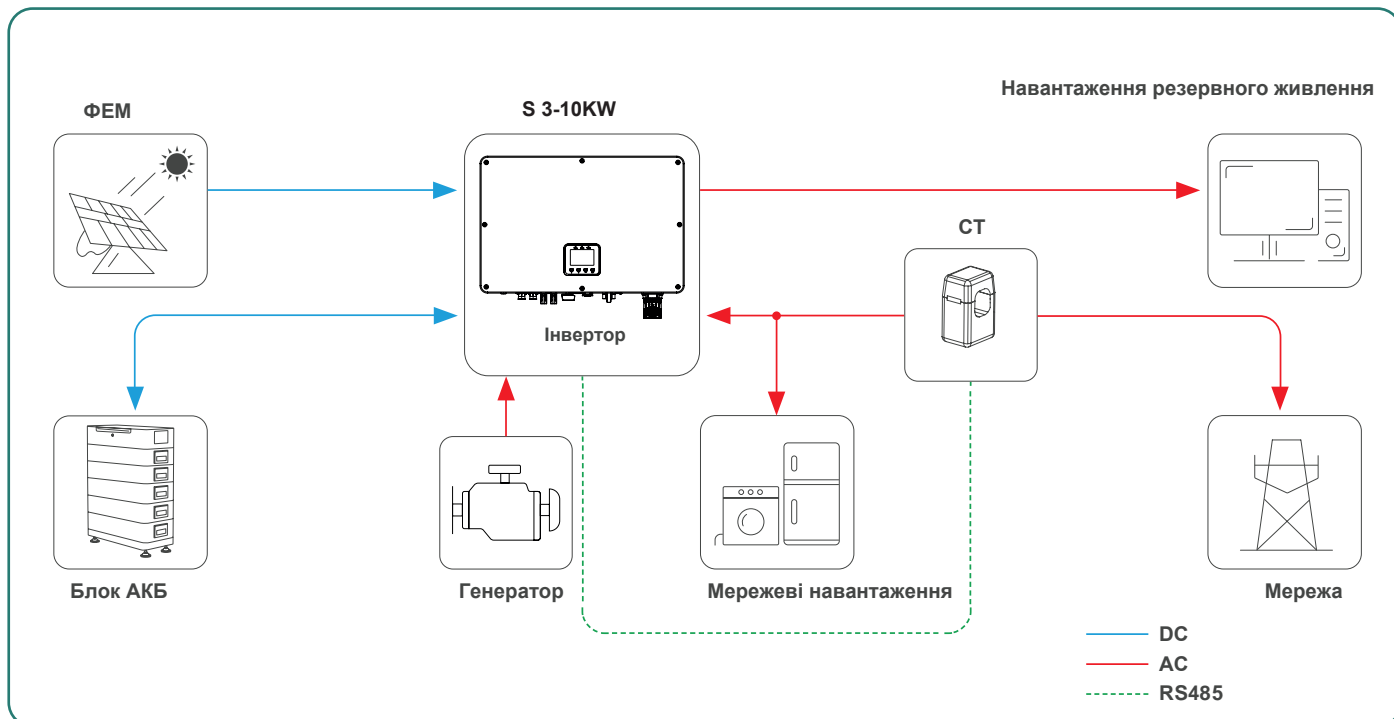 Навантаження резервного живлення
ФЕМ
S 3-10KW
СТ
Інвертор
Блок АКБ
Генератор
Мережеві навантаження
Мережа
DC
AC
RS485